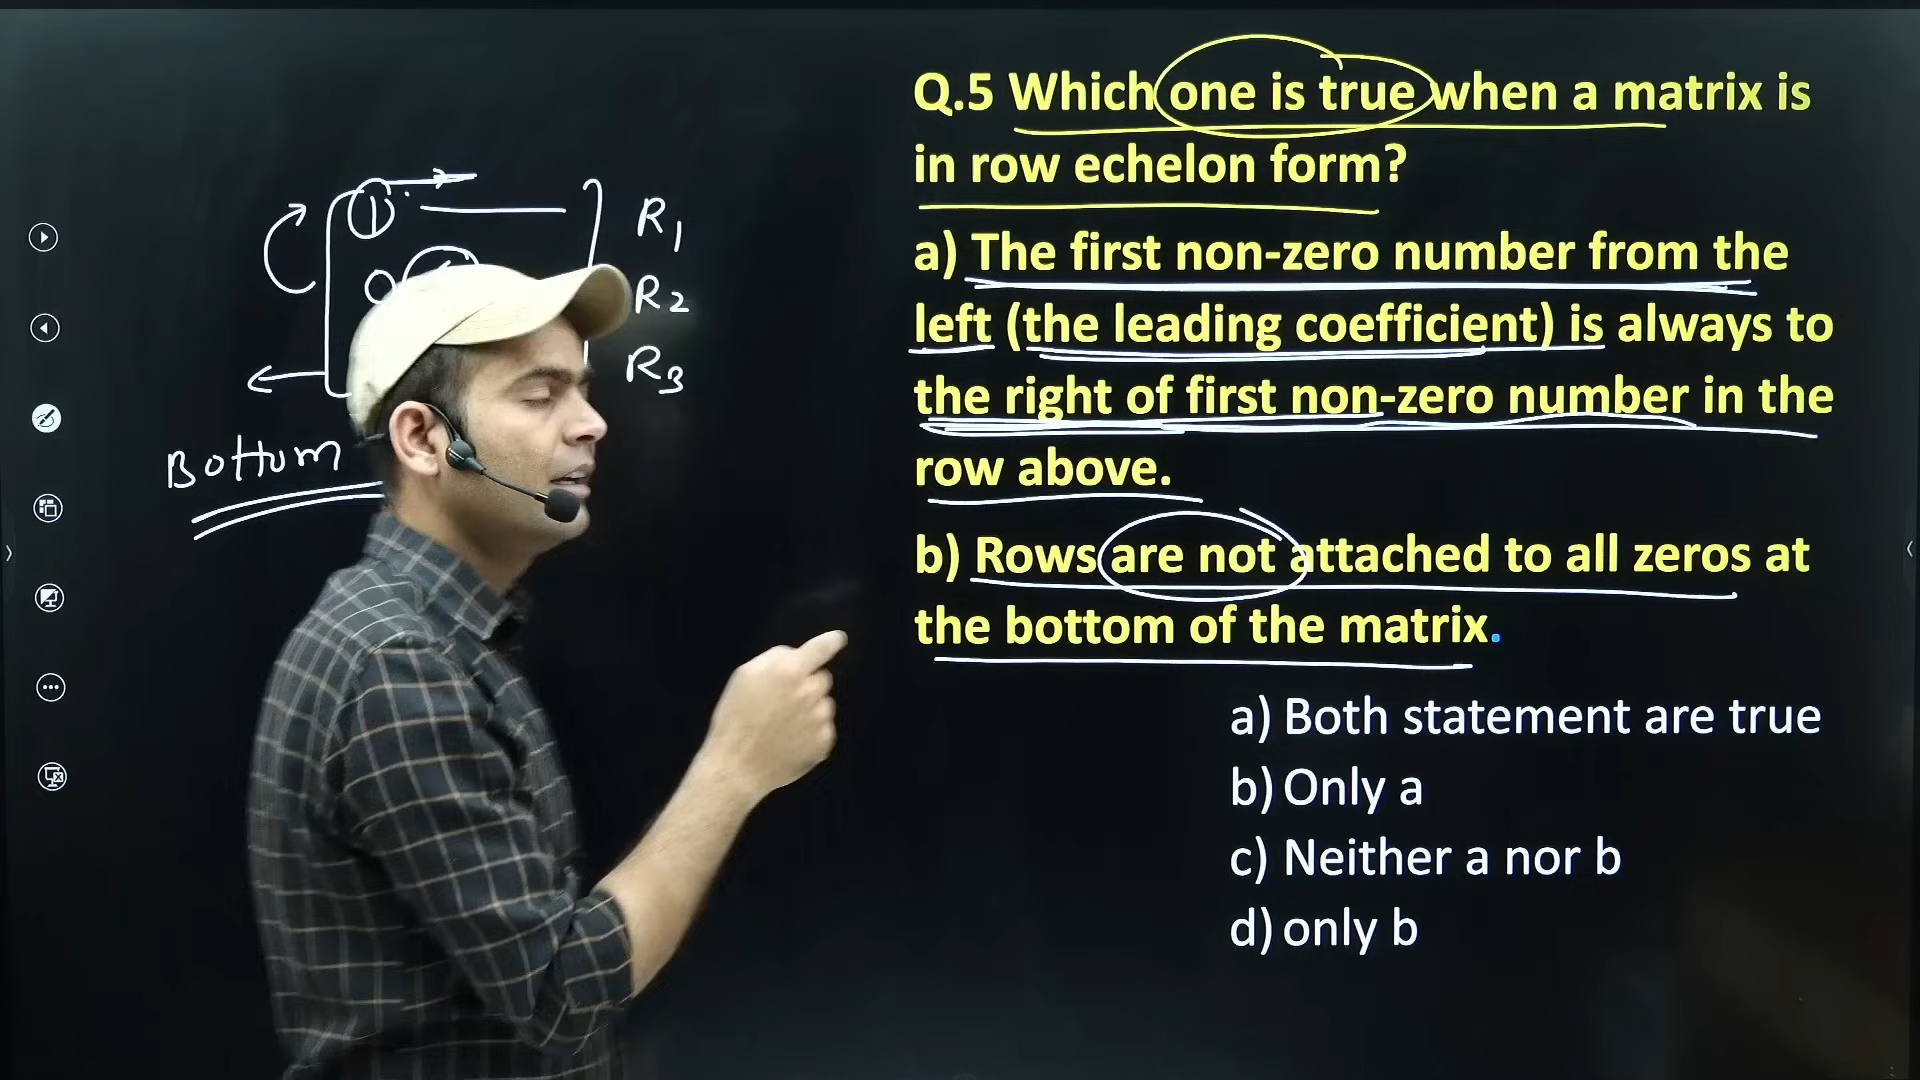 Q.5 Which one is true when a matrix is
in row echelon form?
a) The first non-zero number from the
left (the leading coefficient) is always to
the right of first non-zero number in the
row above.
b) Rows are not attached to all zeros at
the bottom of the matrix.
a) Both statement are true
b) Only a
c) Neither a nor b
d) only b
1 R1
0 R2
R3
Bottom